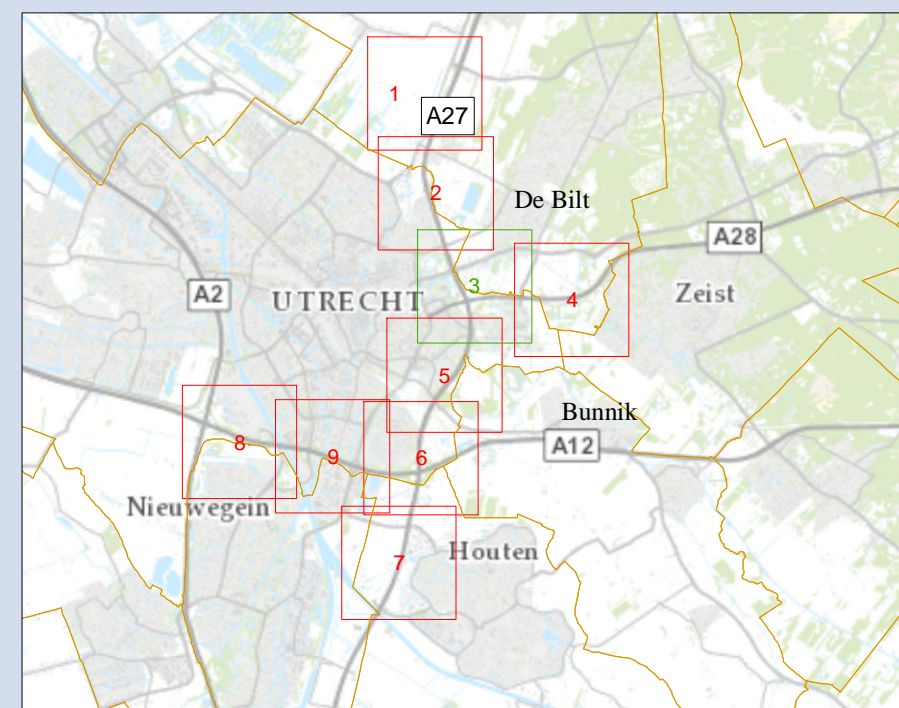 1
A27
2
De Bilt
A28
3
4
A2
UTRECHT
Zeist
5
Bunnik
8
9
6
A12
Nieuwegein
7
Houten